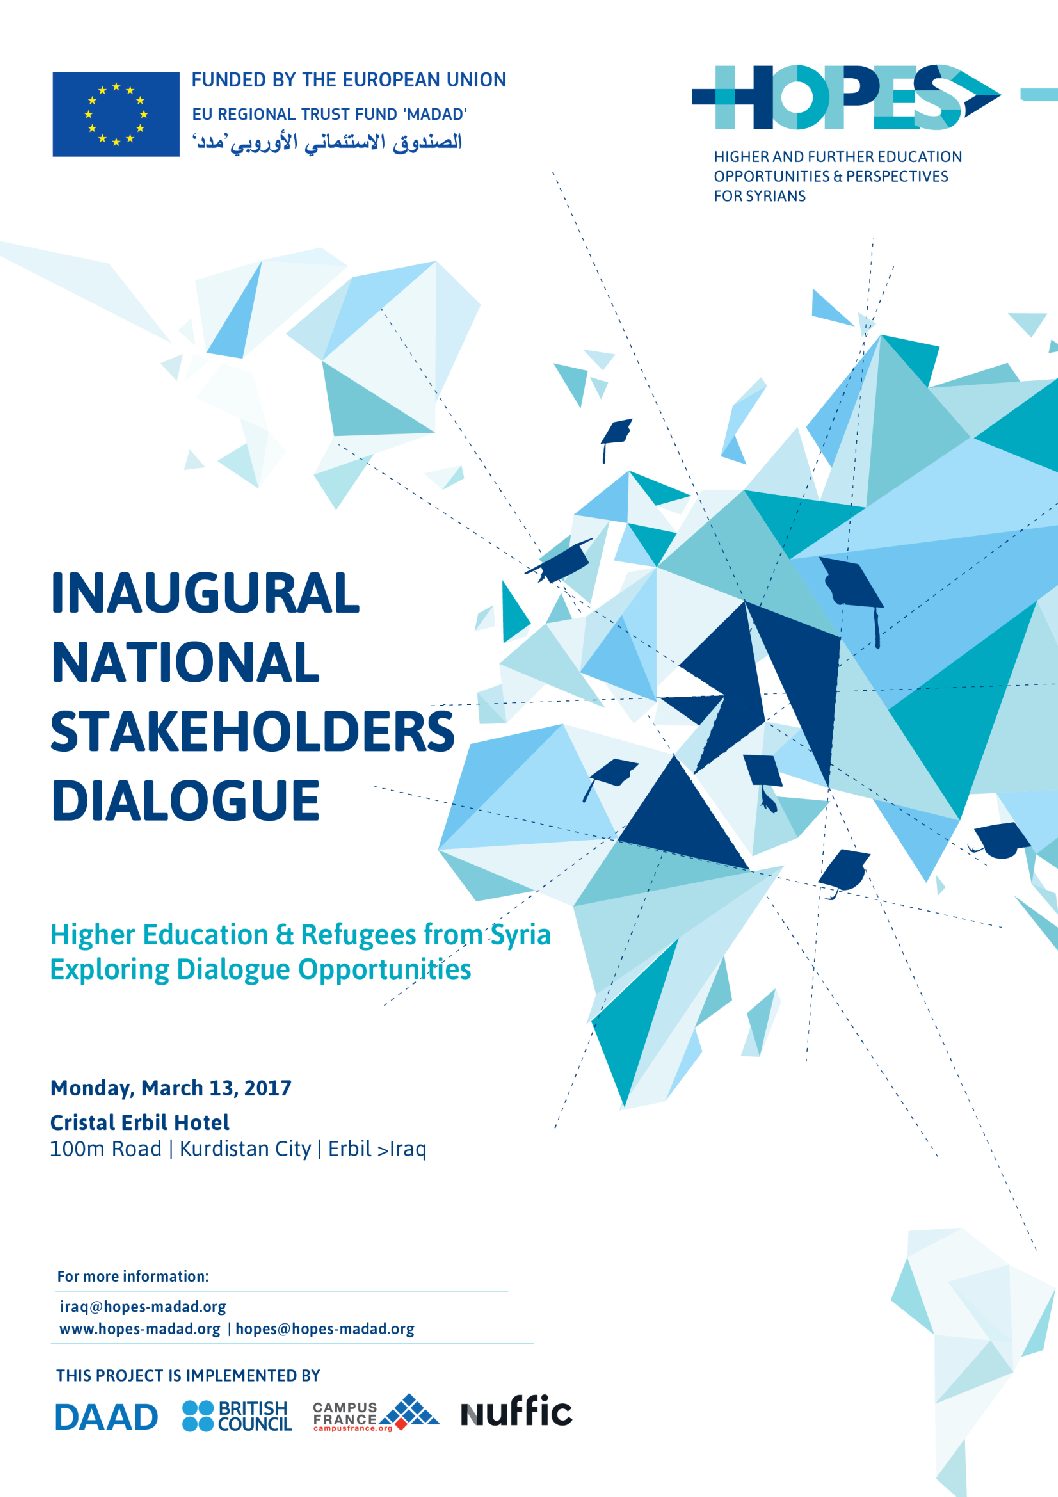 FUNDED BY THE EUROPEAN UNION
EU REGIONAL TRUST FUND 'MADAD'
الصندوق الاستئماني الأوروبي’مدد‘
HOPES
HIGHER AND FURTHER EDUCATION
OPPORTUNITIES & PERSPECTIVES
FOR SYRIANS
INAUGURAL
NATIONAL
STAKEHOLDERS
DIALOGUE
Higher Education & Refugees from Syria
Exploring Dialogue Opportunities
Monday, March 13, 2017
Cristal Erbil Hotel
100m Road | Kurdistan City | Erbil >Iraq
For more information:
iraq@hopes-madad.org
www.hopes-madad.org | hopes@hopes-madad.org
THIS PROJECT IS IMPLEMENTED BY
DAAD
BRITISH
COUNCIL
CAMPUS
FRANCE
campusfrance.org
nuffic